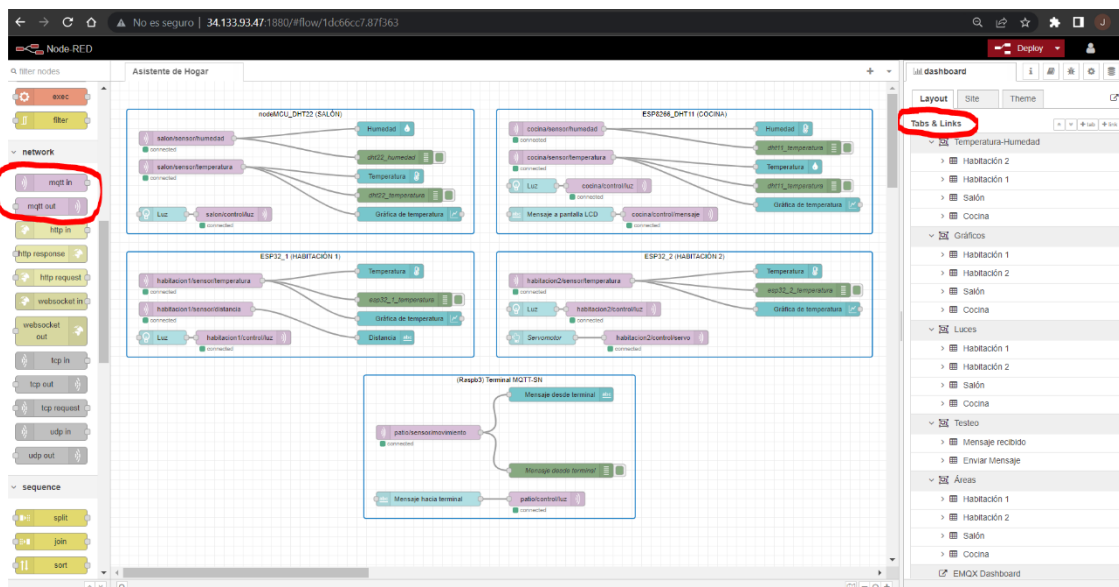 No es seguro | 34.133.93.47:1880/#flow/1dc66cc7.87f363
J
Node-RED
Deploy
filter nodes
exec
filter
network
mqtt in
mqtt out
http in
http response
http request
websocket in
websocket
out
tcp in
tcp out
tcp request
udp in
udp out
sequence
split
join
sort
Asistente de Hogar
nodeMCU_DHT22 (SALÓN)
salon/sensor/humedad
connected
salon/sensor/temperatura
connected
Humedad
dht22_humedad
Temperatura
dht22_temperatura
Gráfica de temperatura
Luz
salon/control/luz
connected
ESP8266_DHT11 (COCINA)
cocina/sensor/humedad
connected
cocina/sensor/temperatura
connected
Humedad
dht11_humedad
Temperatura
dht11_temperatura
Gráfica de temperatura
Luz
cocina/control/luz
connected
Mensaje a pantalla LCD
cocina/control/mensaje
connected
ESP32_1 (HABITACIÓN 1)
habitacion1/sensor/temperatura
connected
habitacion1/sensor/distancia
connected
Temperatura
esp32_1_temperatura
Gráfica de temperatura
Distancia
Luz
habitacion1/control/luz
connected
ESP32_2 (HABITACIÓN 2)
habitacion2/sensor/temperatura
connected
Temperatura
esp32_2_temperatura
Gráfica de temperatura
Luz
habitacion2/control/luz
connected
Servomotor
habitacion2/control/servo
connected
(Raspb3) Terminal MQTT-SN
Mensaje desde terminal
patio/sensor/movimiento
connected
Mensaje desde terminal
Mensaje hacia terminal
patio/control/luz
connected
dashboard
Layout
Site
Theme
Tabs & Links
+tab
+link
Temperatura-Humedad
Habitación 2
Habitación 1
Salón
Cocina
Gráficos
Habitación 1
Habitación 2
Salón
Cocina
Luces
Habitación 1
Habitación 2
Salón
Cocina
Testeo
Mensaje recibido
Enviar Mensaje
Áreas
Habitación 1
Habitación 2
Salón
Cocina
EMQX Dashboard